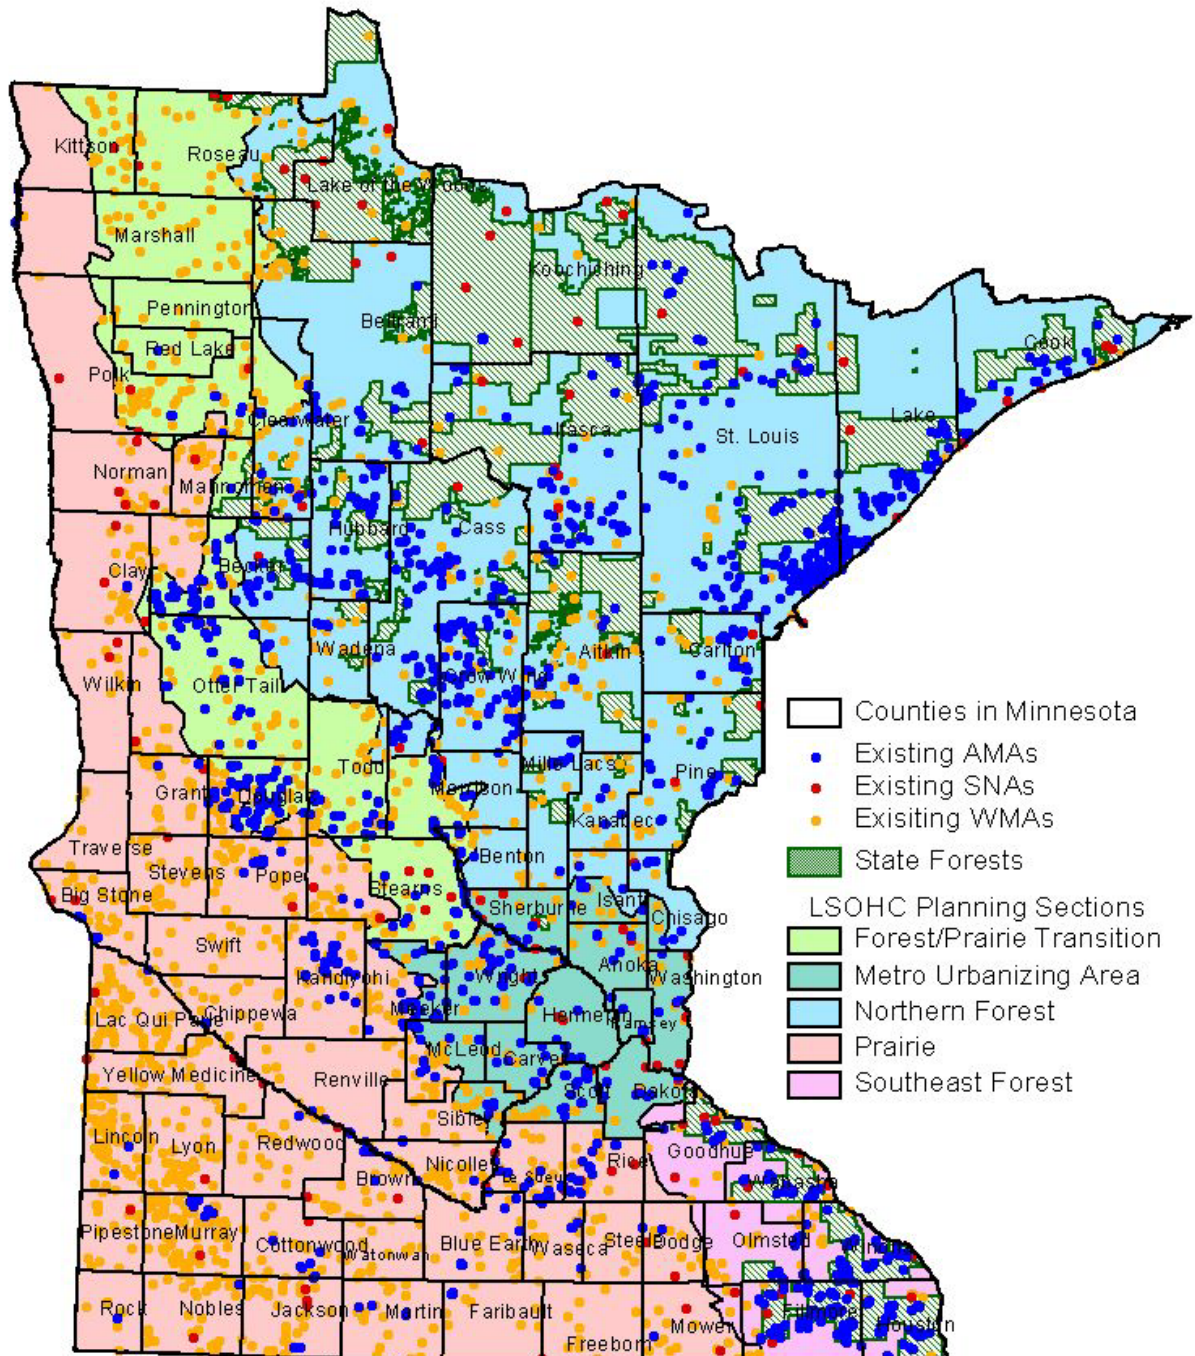 Kittson
Roseau
Lake of the Woods
Marshall
Koochiching
Pennington
Beltrami
Red Lake
Cook
Polk
Clearwater
Itasca
St. Louis
Lake
Norman
Mahnomen
Hubbard
Cass
Clay
Becker
Wadena
Crow Wing
Aitkin
Carlton
Wilkin
Otter Tail
Counties in Minnesota
Existing AMAs
Existing SNAs
Exisiting WMAs
State Forests
LSOHC Planning Sections
Forest/Prairie Transition
Metro Urbanizing Area
Northern Forest
Prairie
Southeast Forest
Todd
Mille Lacs
Pine
Grant
Douglas
Morrison
Kanabec
Traverse
Stevens
Pope
Benton
Big Stone
Stearns
Sherburne
Isanti
Chisago
Swift
Kandiyohi
Wright
Anoka
Washington
Lac Qui Parle
Chippewa
Meeker
Hennepin
Ramsey
McLeod
Carver
Yellow Medicine
Renville
Scott
Dakota
Sibley
Lincoln
Lyon
Redwood
Brown
Nicollet
Le Sueur
Rice
Goodhue
Wabasha
Pipestone
Murray
Cottonwood
Watonwan
Blue Earth
Waseca
Steele
Dodge
Olmsted
Winona
Rock
Nobles
Jackson
Martin
Faribault
Freeborn
Mower
Fillmore
Houston